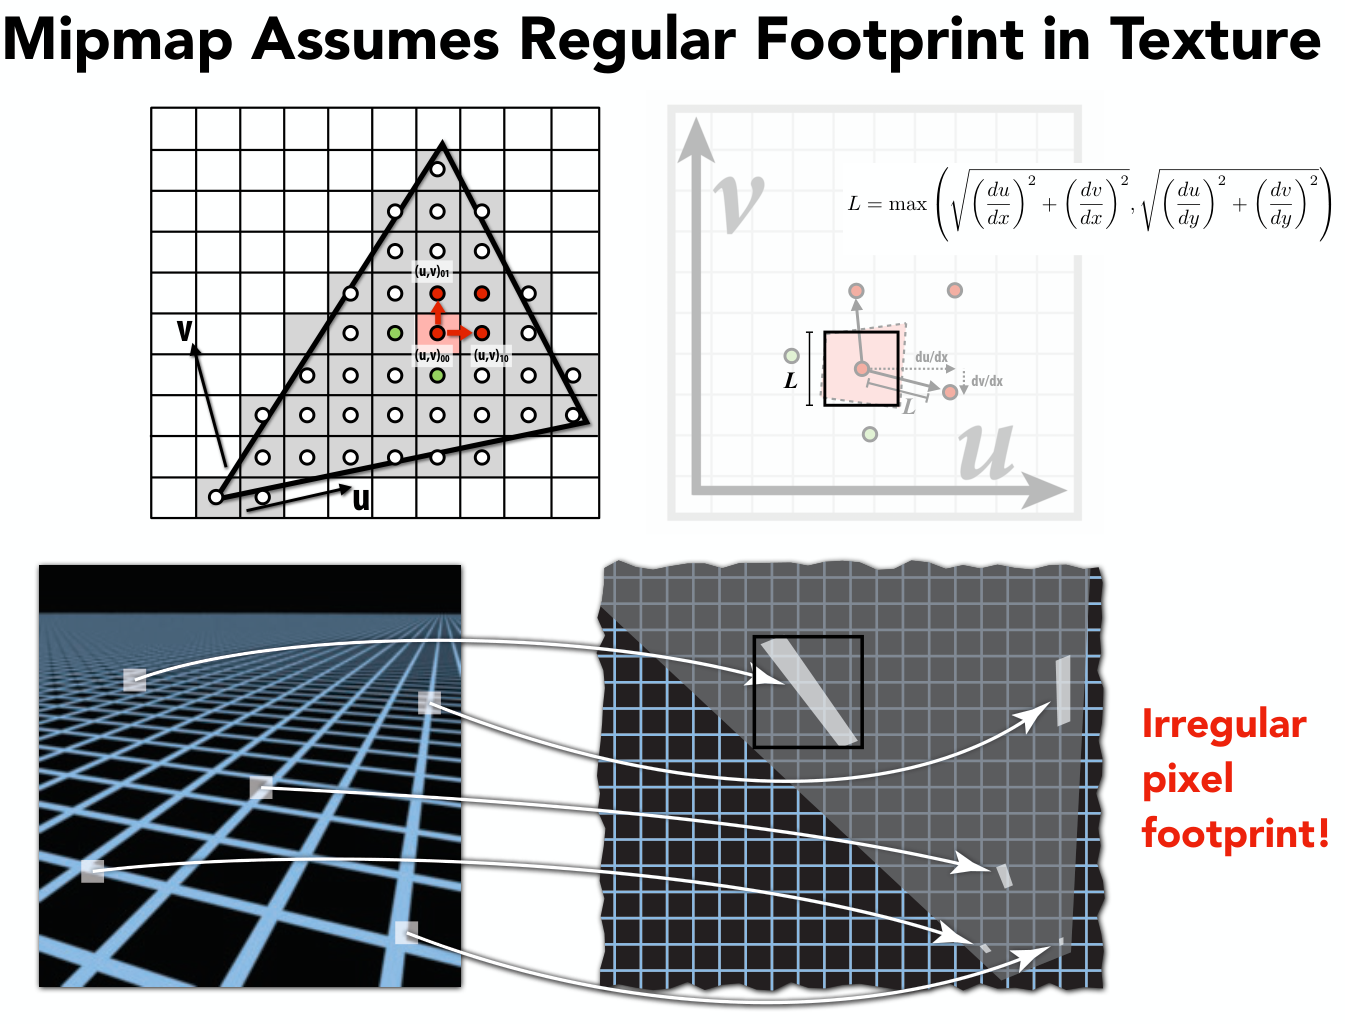 Mipmap Assumes Regular Footprint in Texture
v
(u,v)₀₁
(u,v)₀₀
(u,v)₁₀
u
v
L = max ( √( (du/dx)² + (dv/dx)² ), √( (du/dy)² + (dv/dy)² ) )
L
du/dx
dv/dx
L
u
Irregular
pixel
footprint!